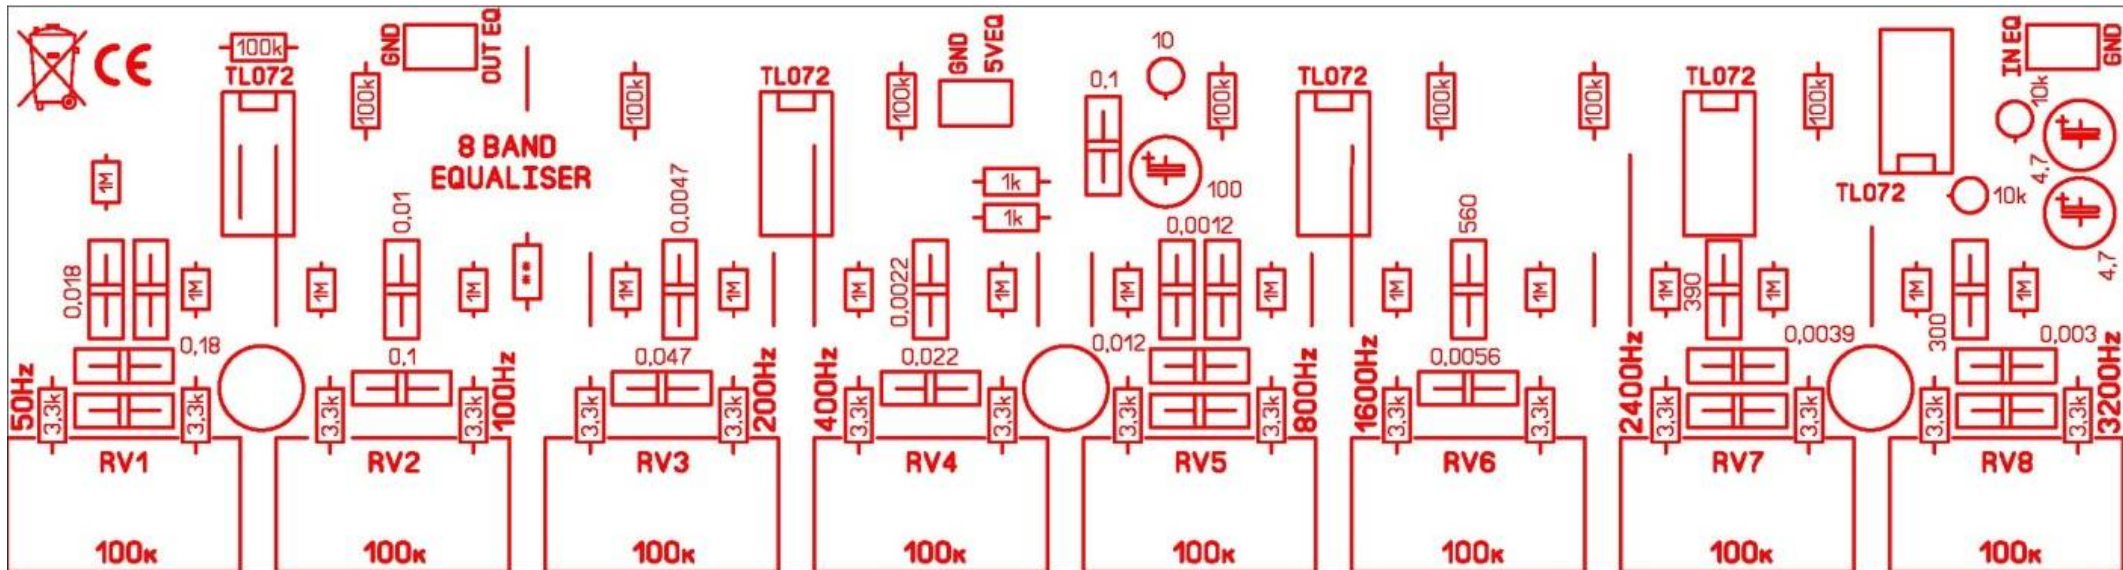 CE
100k
TL072
100k
GND
OUT EQ
8 BAND
EQUALISER
100k
TL072
100k
GND
5VEQ
10
0,1
100k
TL072
100k
100k
TL072
100k
IN EQ
GND
10k
4,7
TL072
10k
4,7
1M
0,01
0,0047
1k
1k
100
0,0012
560
0,018
1M
1M
1M
**
1M
1M
1M
0,0022
1M
1M
1M
1M
1M
1M
390
1M
1M
1M
50Hz
0,18
3,3k
3,3k
3,3k
0,1
3,3k
100Hz
3,3k
0,047
3,3k
200Hz
400Hz
3,3k
0,022
3,3k
0,012
3,3k
3,3k
800Hz
1600Hz
3,3k
0,0056
3,3k
2400Hz
3,3k
0,0039
3,3k
300
3,3k
0,003
3,3k
3200Hz
RV1
RV2
RV3
RV4
RV5
RV6
RV7
RV8
100к
100к
100к
100к
100к
100к
100к
100к